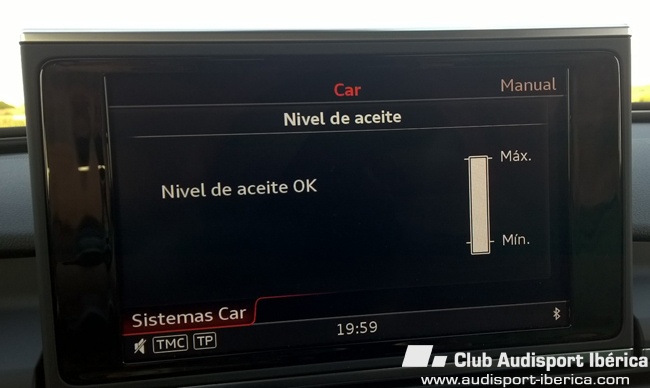 Car
Manual
Nivel de aceite
Nivel de aceite OK
Máx.
Mín.
Sistemas Car
TMC TP
19:59
Club Audisport Ibérica
www.audisport-iberica.com